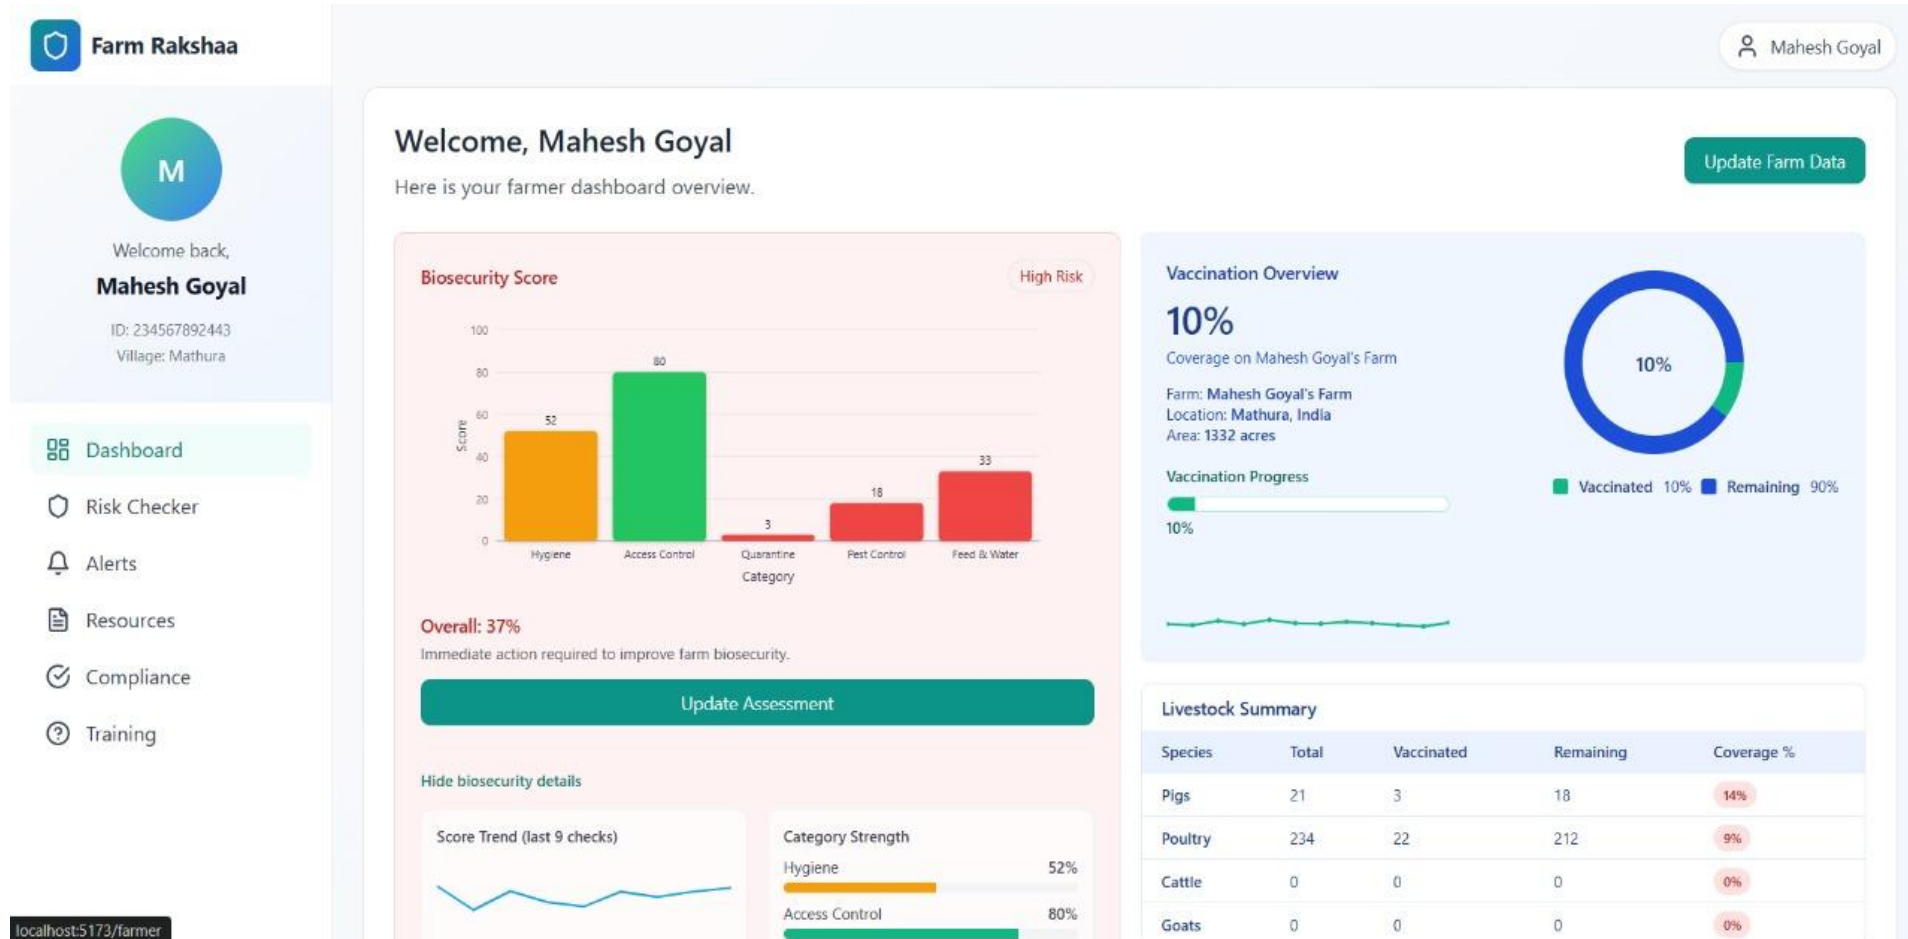 Farm Rakshaa
Mahesh Goyal
M
Welcome back,
Mahesh Goyal
ID: 234567892443
Village: Mathura
Dashboard
Risk Checker
Alerts
Resources
Compliance
Training
localhost:5173/farmer
Welcome, Mahesh Goyal
Here is your farmer dashboard overview.
Update Farm Data
Biosecurity Score
High Risk
100
80
60
40
20
0
Score
52
80
3
18
33
Hygiene Access Control Quarantine Pest Control Feed & Water
Category
Overall: 37%
Immediate action required to improve farm biosecurity.
Update Assessment
Hide biosecurity details
Score Trend (last 9 checks)
Category Strength
Hygiene 52%
Access Control 80%
Vaccination Overview
10%
Coverage on Mahesh Goyal's Farm
Farm: Mahesh Goyal's Farm
Location: Mathura, India
Area: 1332 acres
Vaccination Progress
10%
10%
Vaccinated 10% Remaining 90%
Livestock Summary
Species Total Vaccinated Remaining Coverage %
Pigs 21 3 18 14%
Poultry 234 22 212 9%
Cattle 0 0 0 0%
Goats 0 0 0 0%